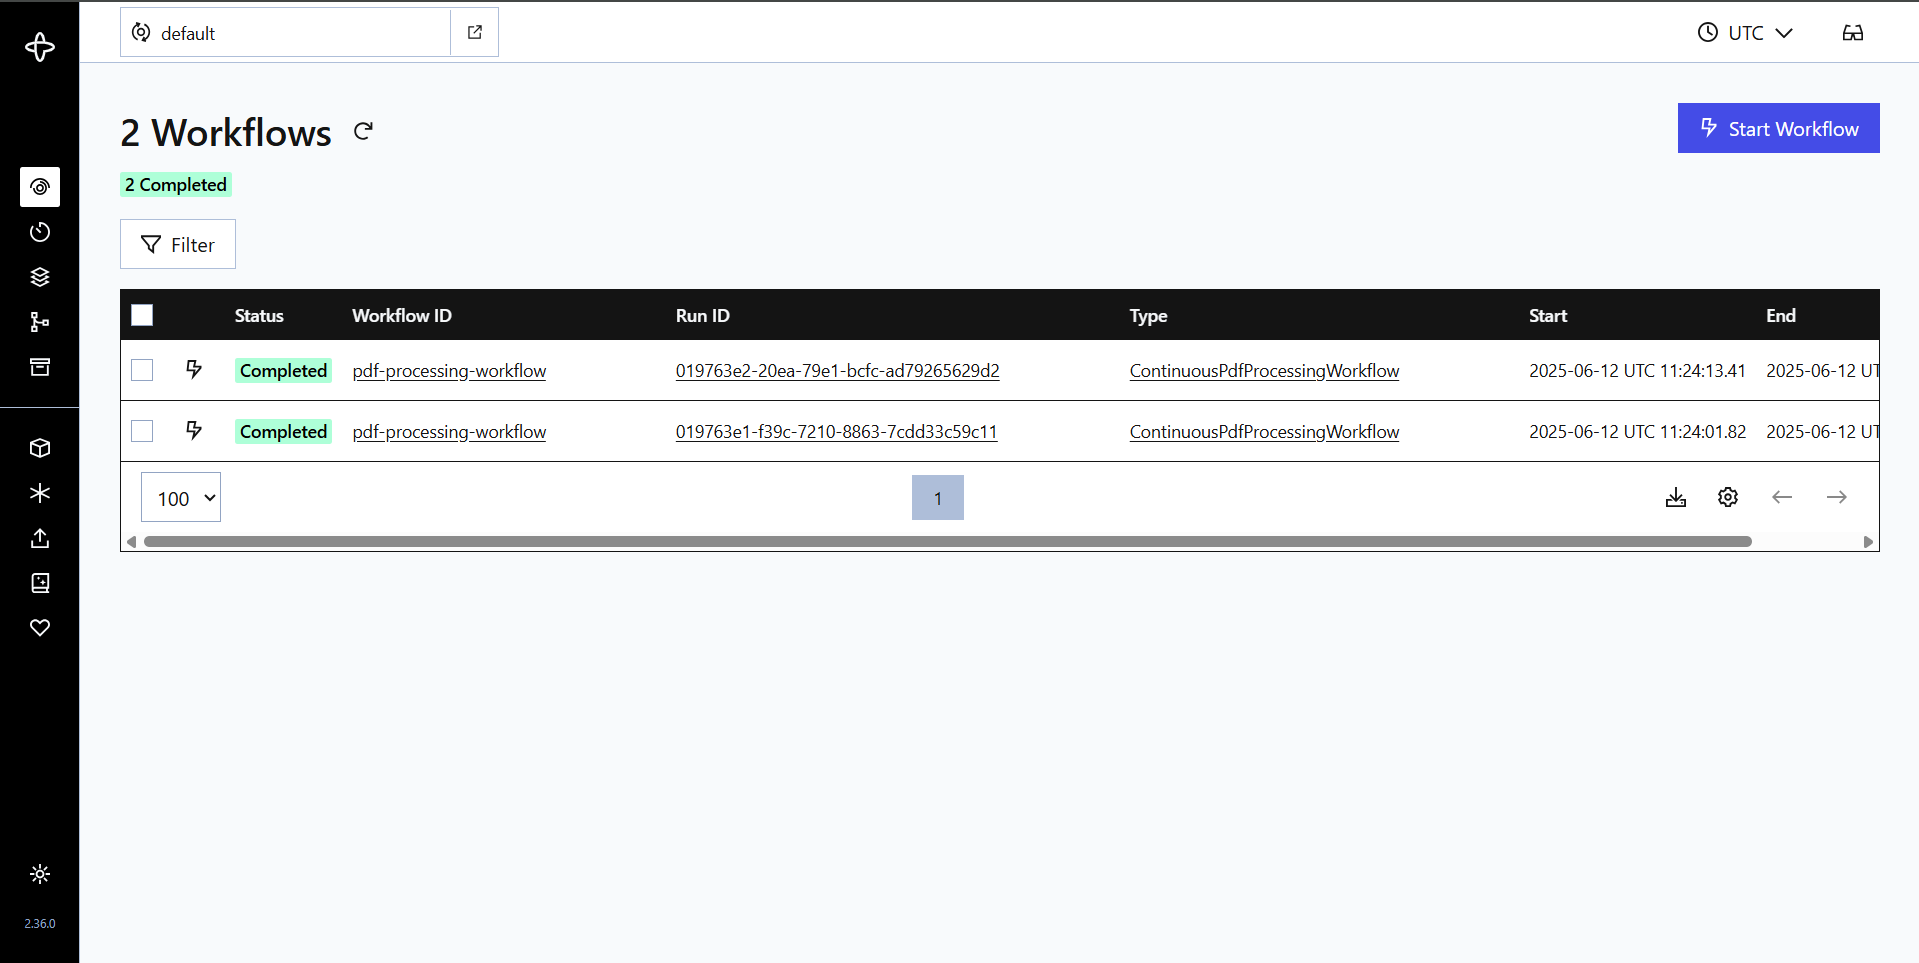 default
UTC
2 Workflows
Start Workflow
2 Completed
Filter
Status Workflow ID Run ID Type Start End
Completed pdf-processing-workflow 019763e2-20ea-79e1-bcfc-ad79265629d2 ContinuousPdfProcessingWorkflow 2025-06-12 UTC 11:24:13.41 2025-06-12 UT
Completed pdf-processing-workflow 019763e1-f39c-7210-8863-7cdd33c59c11 ContinuousPdfProcessingWorkflow 2025-06-12 UTC 11:24:01.82 2025-06-12 UT
100 1
2.36.0